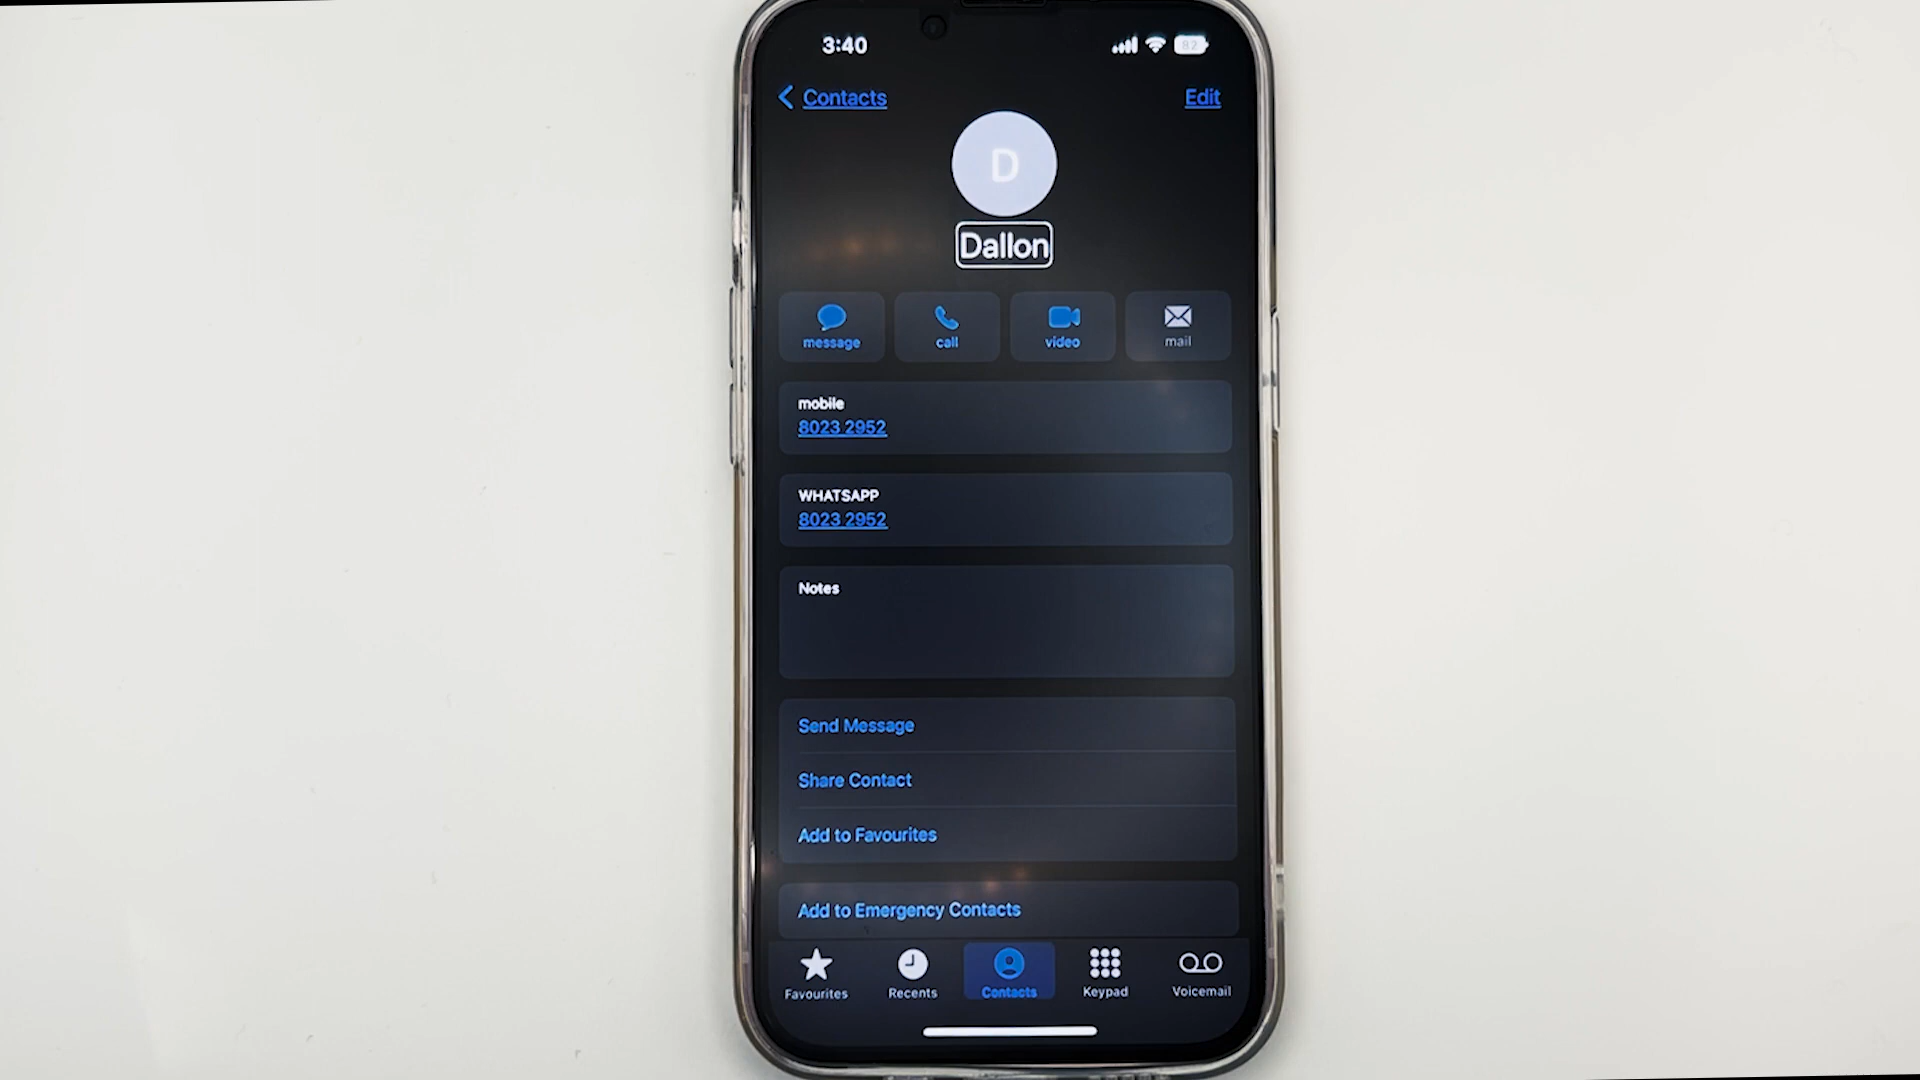 3:40
82
Contacts
Edit
D
Dallon
message
call
video
mail
mobile
8023 2952
WHATSAPP
8023 2952
Notes
Send Message
Share Contact
Add to Favourites
Add to Emergency Contacts
Favourites
Recents
Contacts
Keypad
Voicemail